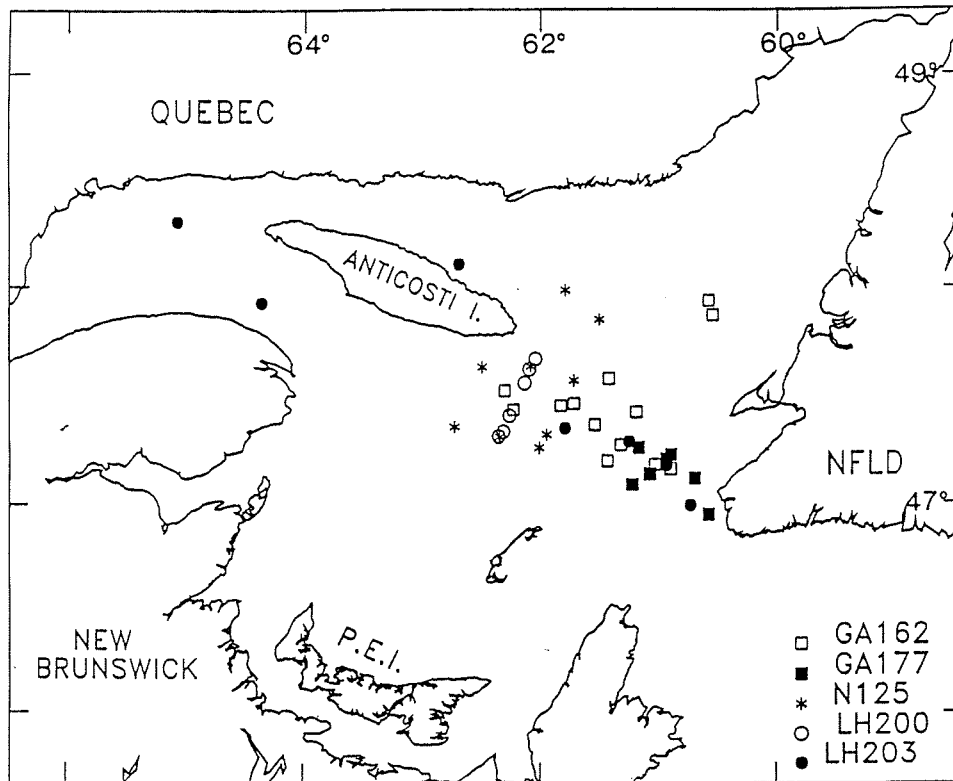 64° 62° 60°
49°
QUEBEC
ANTICOSTI I.
NFLD
47°
NEW
BRUNSWICK
P.E.I.
GA162
GA177
N125
LH200
LH203